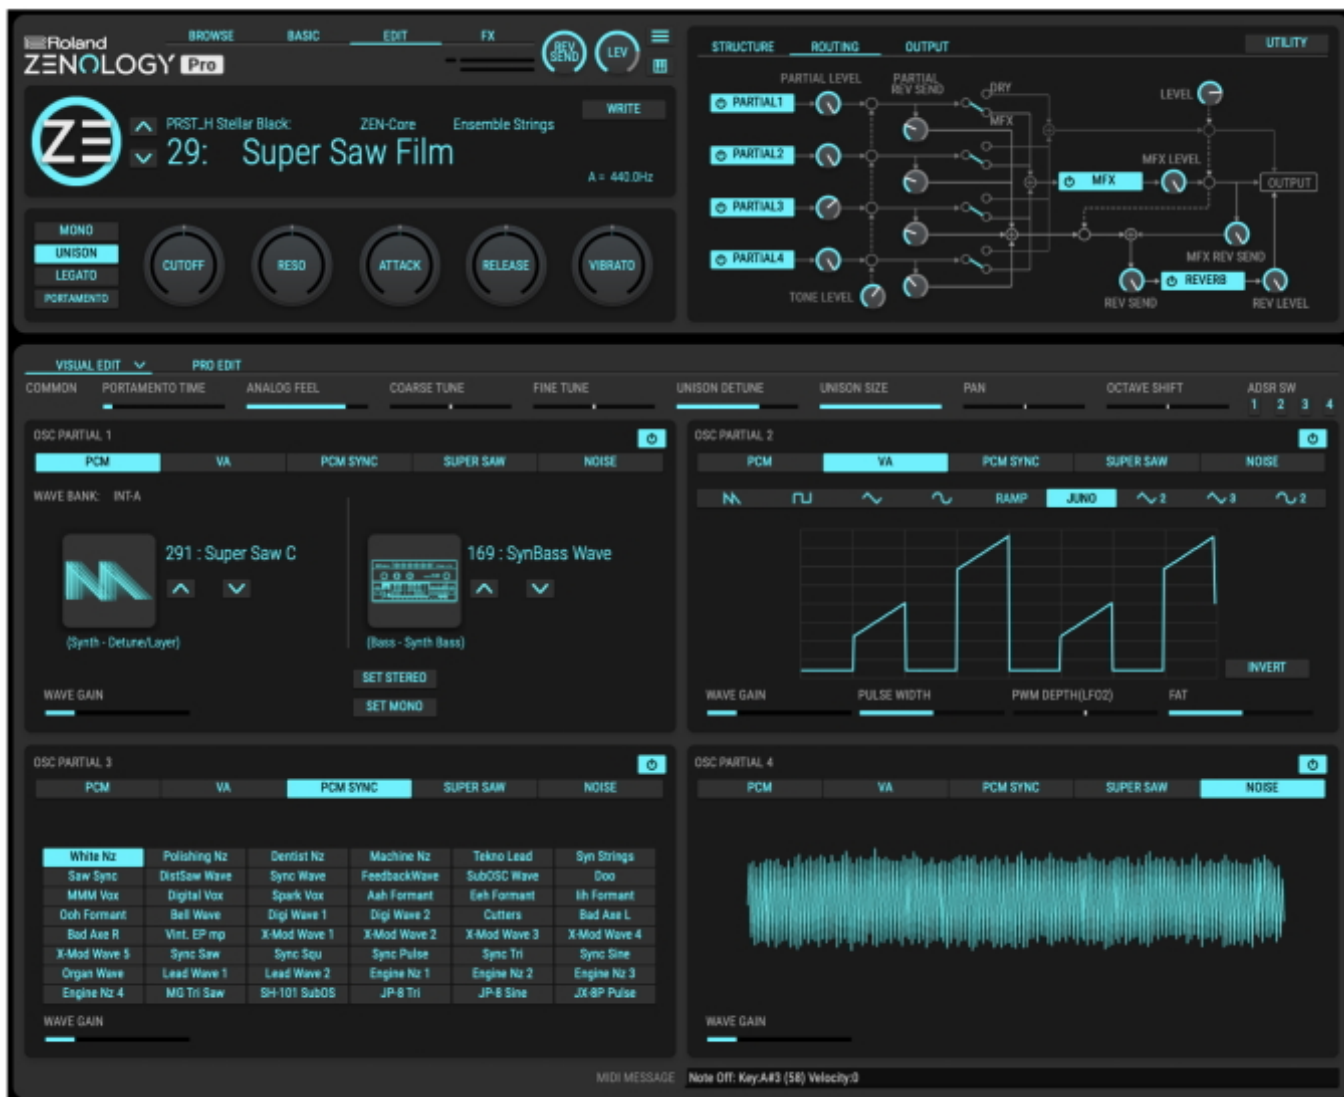 Roland
ZENOLOGY Pro
BROWSE BASIC EDIT FX
REV SEND
LEV
PRST_H Stellar Black: ZEN-Core Ensemble Strings
WRITE
29: Super Saw Film
A = 440.0Hz
MONO
UNISON
LEGATO
PORTAMENTO
CUTOFF RESO ATTACK RELEASE VIBRATO
STRUCTURE ROUTING OUTPUT UTILITY
PARTIAL LEVEL
PARTIAL REV SEND
DRY
MFX
LEVEL
PARTIAL1
PARTIAL2
PARTIAL3
PARTIAL4
MFX LEVEL
MFX
OUTPUT
MFX REV SEND
REVERB
TONE LEVEL
REV SEND
REV LEVEL
VISUAL EDIT PRO EDIT
COMMON PORTAMENTO TIME ANALOG FEEL COARSE TUNE FINE TUNE UNISON DETUNE UNISON SIZE PAN OCTAVE SHIFT ADSR SW
1 2 3 4
OSC PARTIAL 1
PCM VA PCM SYNC SUPER SAW NOISE
WAVE BANK: INT-A
291 : Super Saw C
(Synth - Detune/Layer)
169 : SynBass Wave
(Bass - Synth Bass)
SET STEREO
SET MONO
WAVE GAIN
OSC PARTIAL 2
PCM VA PCM SYNC SUPER SAW NOISE
RAMP JUNO 2 3 2
INVERT
WAVE GAIN PULSE WIDTH PWM DEPTH(LFO2) FAT
OSC PARTIAL 3
PCM VA PCM SYNC SUPER SAW NOISE
White Nz Polishing Nz Dentist Nz Machine Nz Tekno Lead Syn Strings
Saw Sync DistSaw Wave Sync Wave FeedbackWave SubOSC Wave Doo
MMM Vox Digital Vox Spark Vox Aah Formant Eeh Formant Iih Formant
Ooh Formant Bell Wave Digi Wave 1 Digi Wave 2 Cutters Bad Axe L
Bad Axe R Vint. EP mp X-Mod Wave 1 X-Mod Wave 2 X-Mod Wave 3 X-Mod Wave 4
X-Mod Wave 5 Sync Saw Sync Squ Sync Pulse Sync Tri Sync Sine
Organ Wave Lead Wave 1 Lead Wave 2 Engine Nz 1 Engine Nz 2 Engine Nz 3
Engine Nz 4 MG Tri Saw SH-101 SubOS JP-8 Tri JP-8 Sine JX-8P Pulse
WAVE GAIN
OSC PARTIAL 4
PCM VA PCM SYNC SUPER SAW NOISE
WAVE GAIN
MIDI MESSAGE Note Off: Key:A#3 (58) Velocity:0